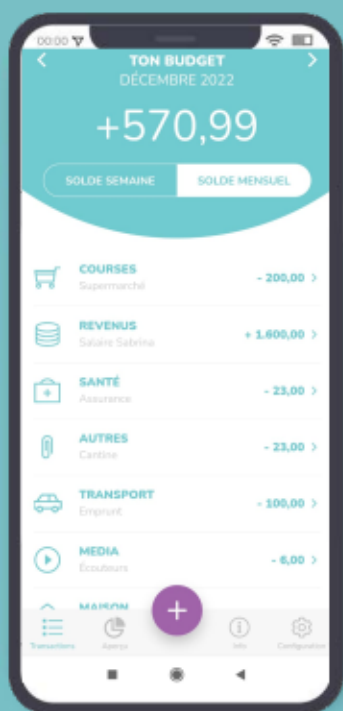 00:00
TON BUDGET
DÉCEMBRE 2022
+570,99
SOLDE SEMAINE
SOLDE MENSUEL
COURSES
Supermarché
- 200,00
REVENUS
Salaire Sabrina
+ 1.600,00
SANTÉ
Assurance
- 23,00
AUTRES
Cantine
- 23,00
TRANSPORT
Emprunt
- 100,00
MEDIA
Écouteurs
- 6,00
MAISON
+
Transactions
Aperçu
Info
Configuration